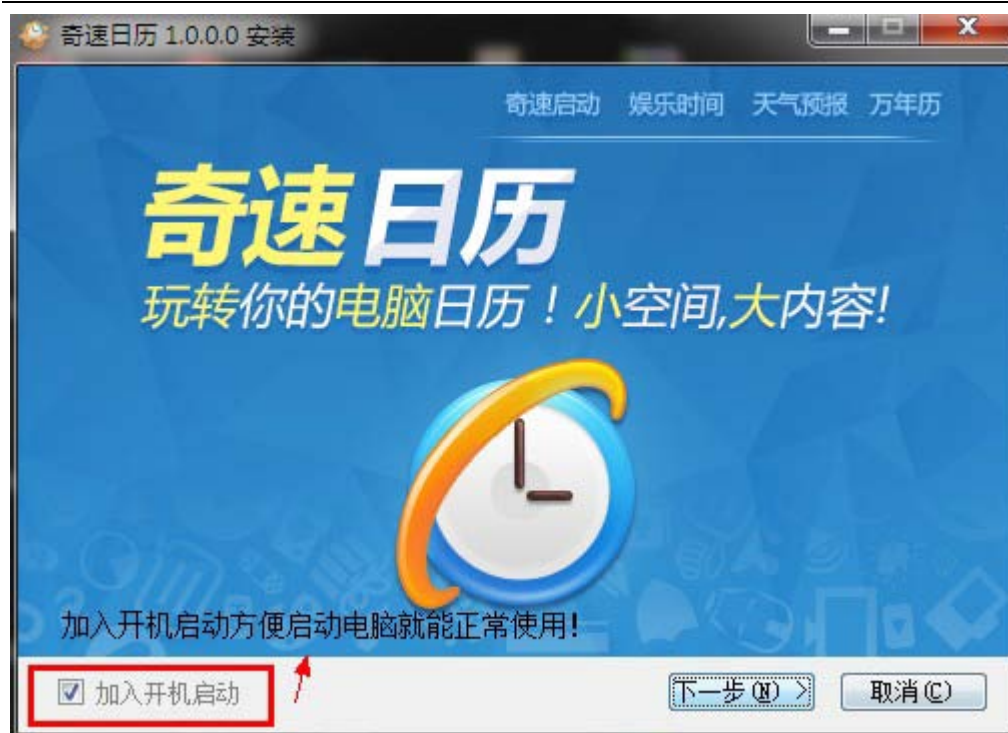 奇速日历 1.0.0.0 安装
奇速启动 娱乐时间 天气预报 万年历
奇速日历
玩转你的电脑日历！小空间,大内容!
加入开机启动方便启动电脑就能正常使用!
加入开机启动
下一步(N) >
取消(C)